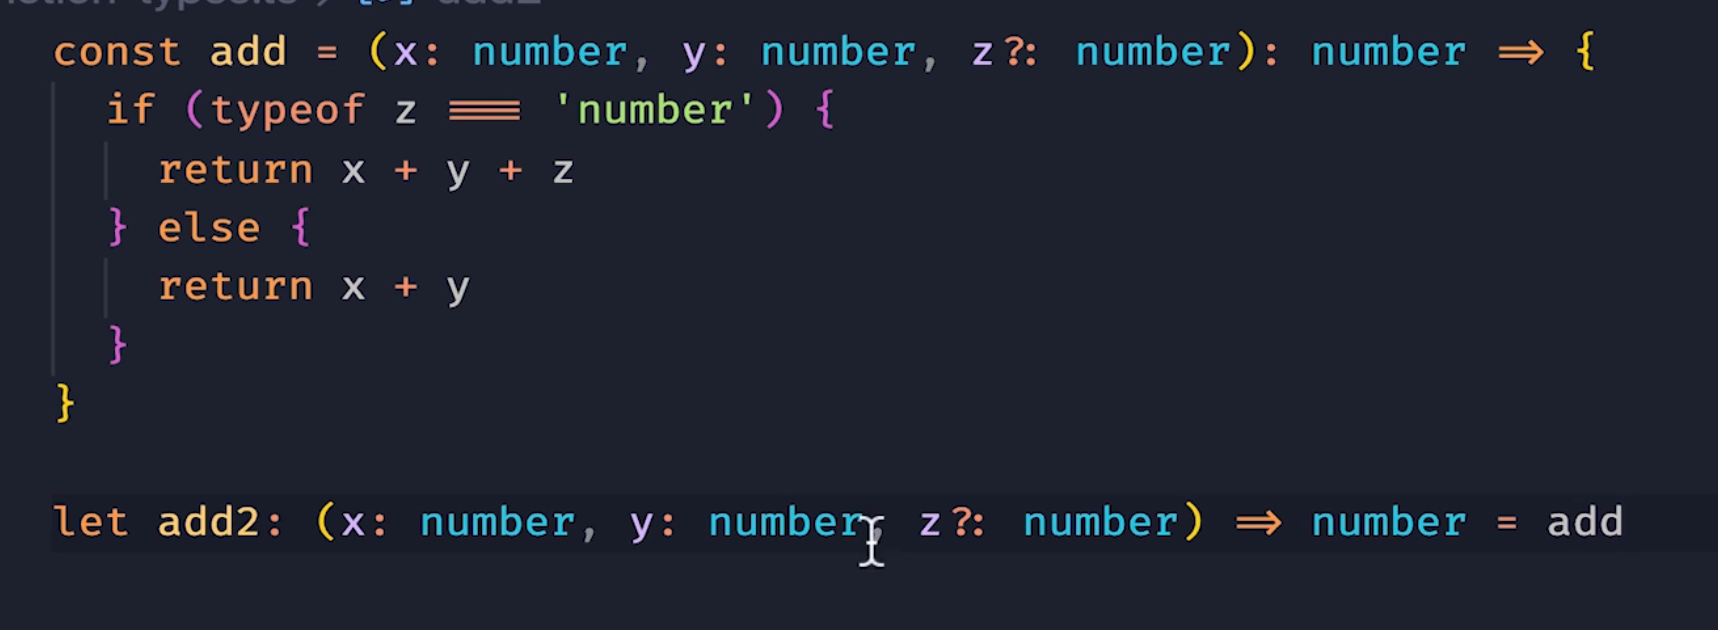 add2
const add = (x: number, y: number, z?: number): number => {
if (typeof z === 'number') {
return x + y + z
} else {
return x + y
}
}
let add2: (x: number, y: number, z?: number) => number = add